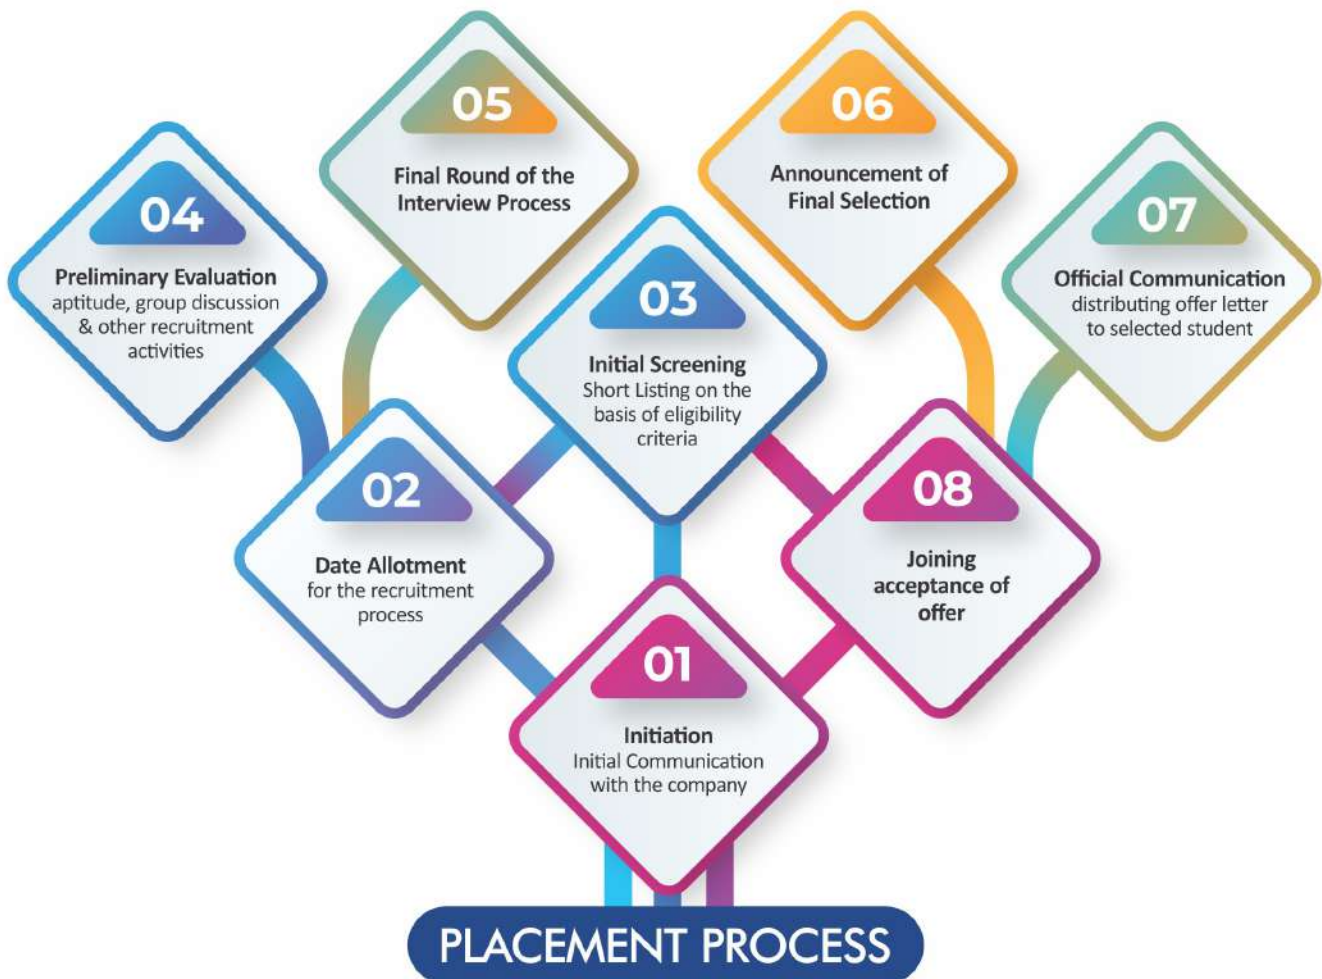 05
Final Round of the
Interview Process
06
Announcement of
Final Selection
04
Preliminary Evaluation
aptitude, group discussion
& other recruitment
activities
07
Official Communication
distributing offer letter
to selected student
03
Initial Screening
Short Listing on the
basis of eligibility
criteria
02
Date Allotment
for the recruitment
process
08
Joining
acceptance of
offer
01
Initiation
Initial Communication
with the company
PLACEMENT PROCESS